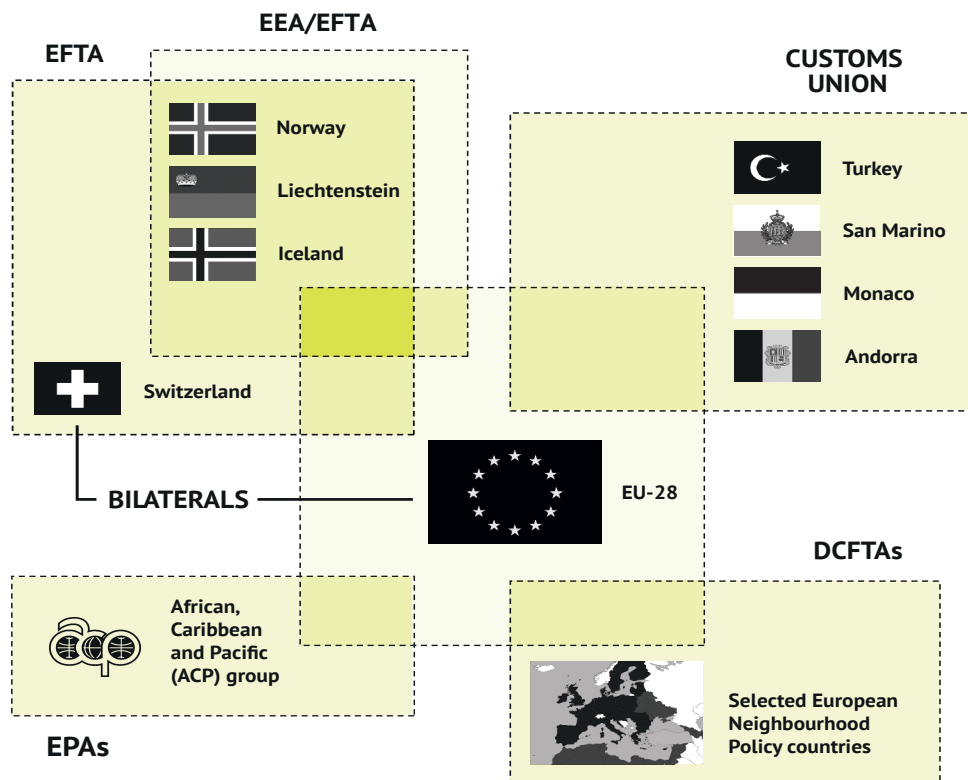 EEA/EFTA
EFTA
CUSTOMS
UNION
Norway
Liechtenstein
Iceland
Switzerland
Turkey
San Marino
Monaco
Andorra
BILATERALS
EU-28
DCFTAs
African,
Caribbean
and Pacific
(ACP) group
acp
Selected European
Neighbourhood
Policy countries
EPAs